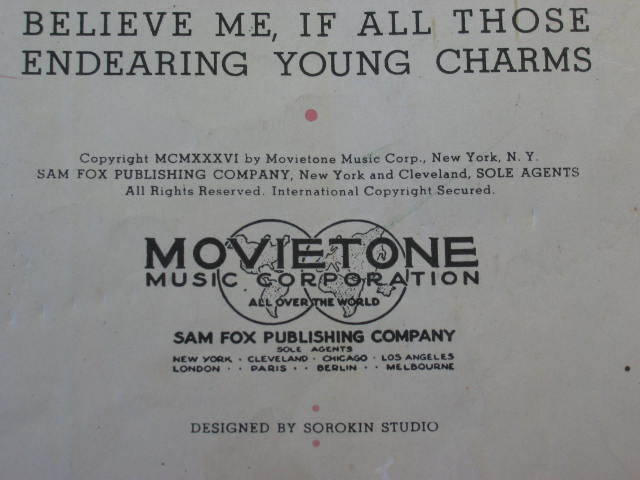 BELIEVE ME, IF ALL THOSE
ENDEARING YOUNG CHARMS
Copyright MCMXXXVI by Movietone Music Corp., New York, N. Y.
SAM FOX PUBLISHING COMPANY, New York and Cleveland, SOLE AGENTS
All Rights Reserved. International Copyright Secured.
MOVIETONE
MUSIC CORPORATION
ALL OVER THE WORLD
SAM FOX PUBLISHING COMPANY
SOLE AGENTS
NEW YORK · CLEVELAND · CHICAGO · LOS ANGELES
LONDON · · PARIS · · BERLIN · · MELBOURNE
DESIGNED BY SOROKIN STUDIO